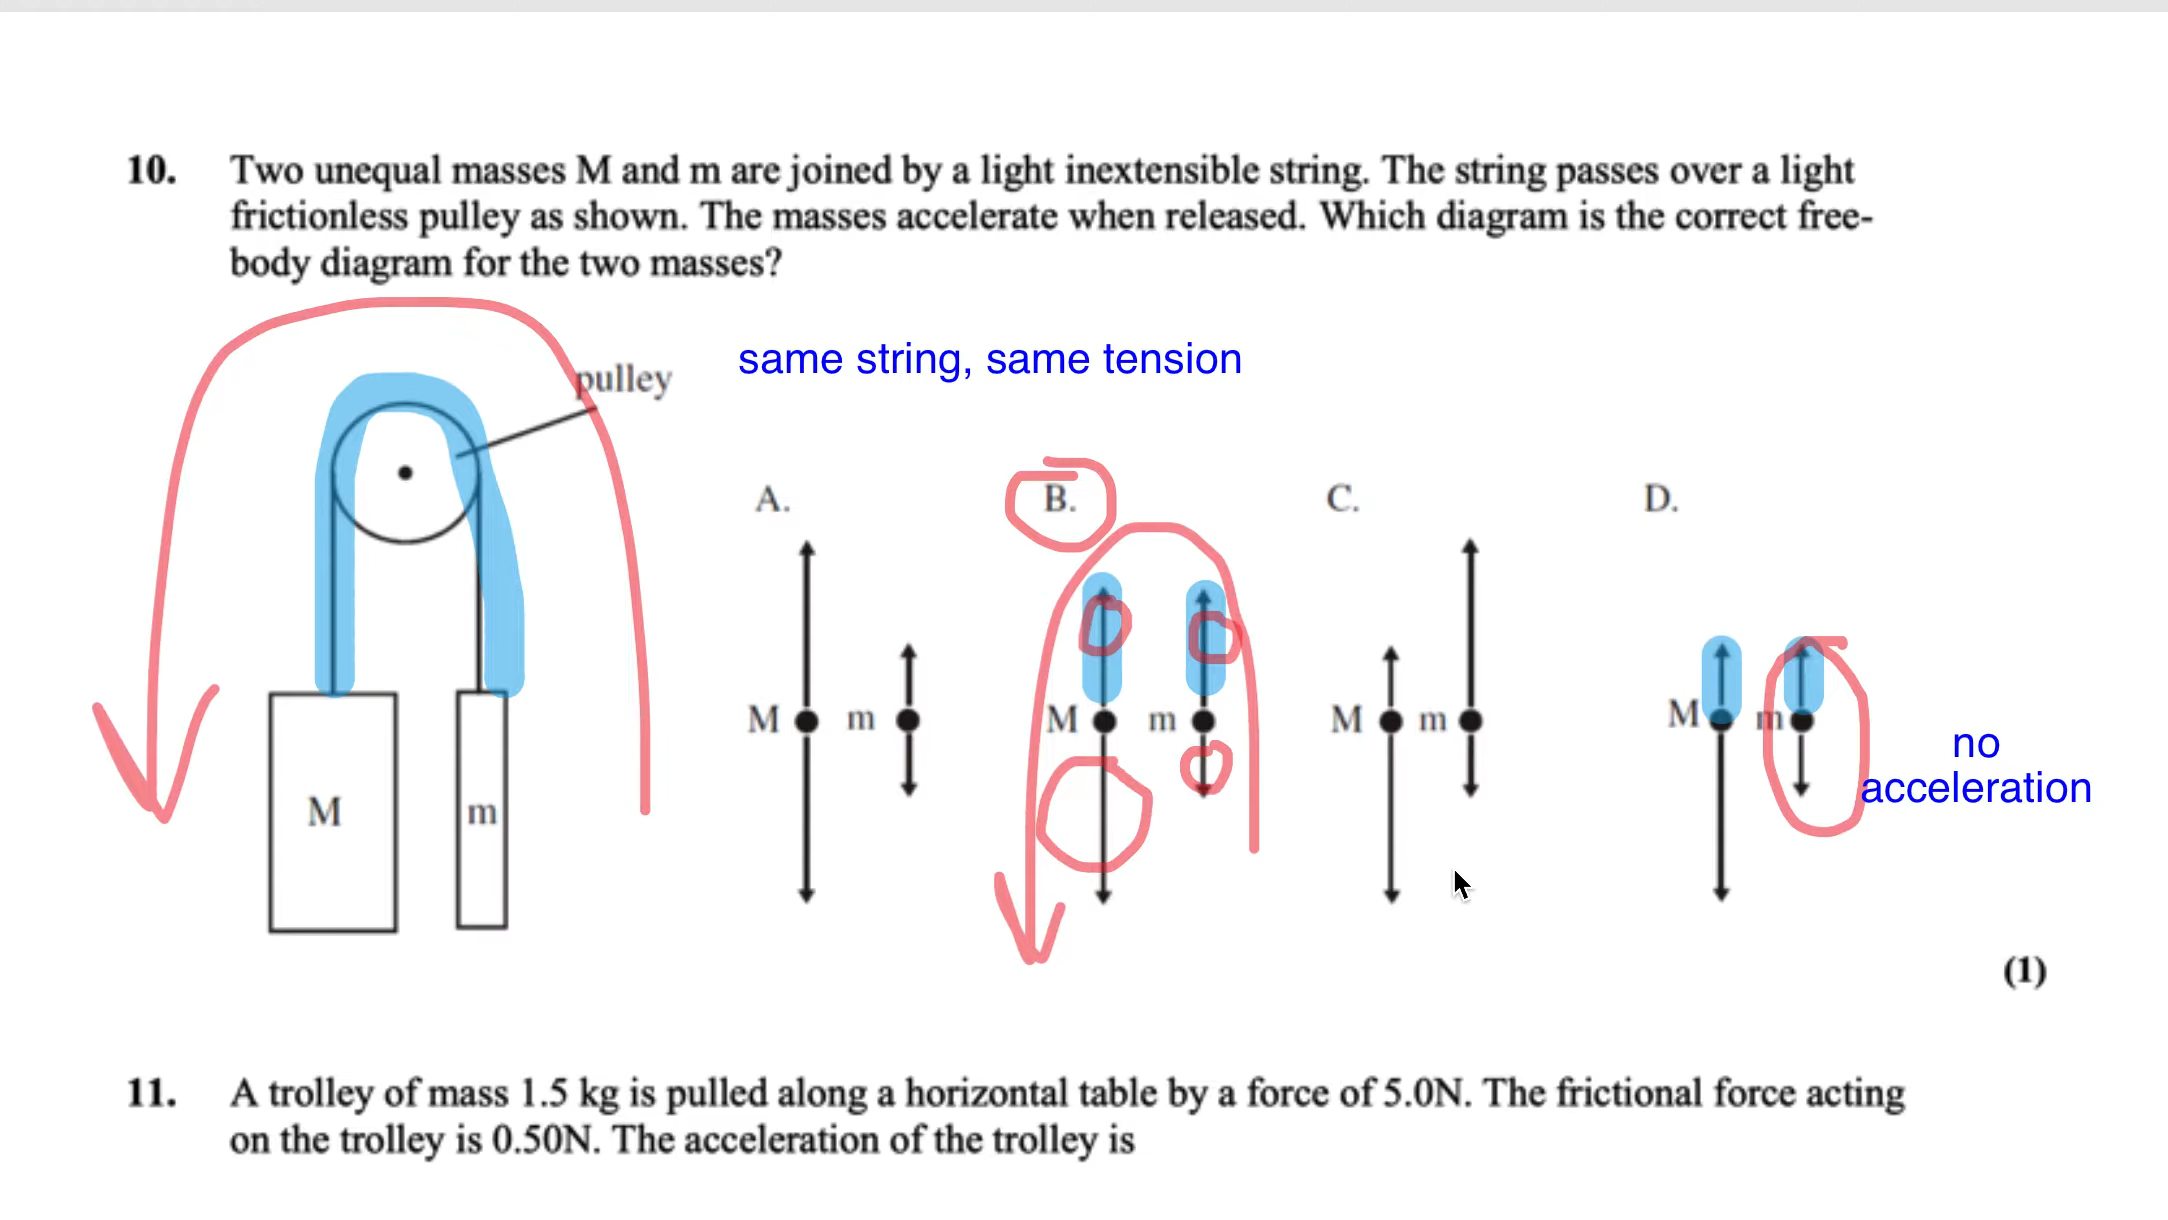 10. Two unequal masses M and m are joined by a light inextensible string. The string passes over a light
frictionless pulley as shown. The masses accelerate when released. Which diagram is the correct free-
body diagram for the two masses?
same string, same tension
pulley
A. B. C. D.
M m M m M m M m
no
acceleration
M m
(1)
11. A trolley of mass 1.5 kg is pulled along a horizontal table by a force of 5.0N. The frictional force acting
on the trolley is 0.50N. The acceleration of the trolley is